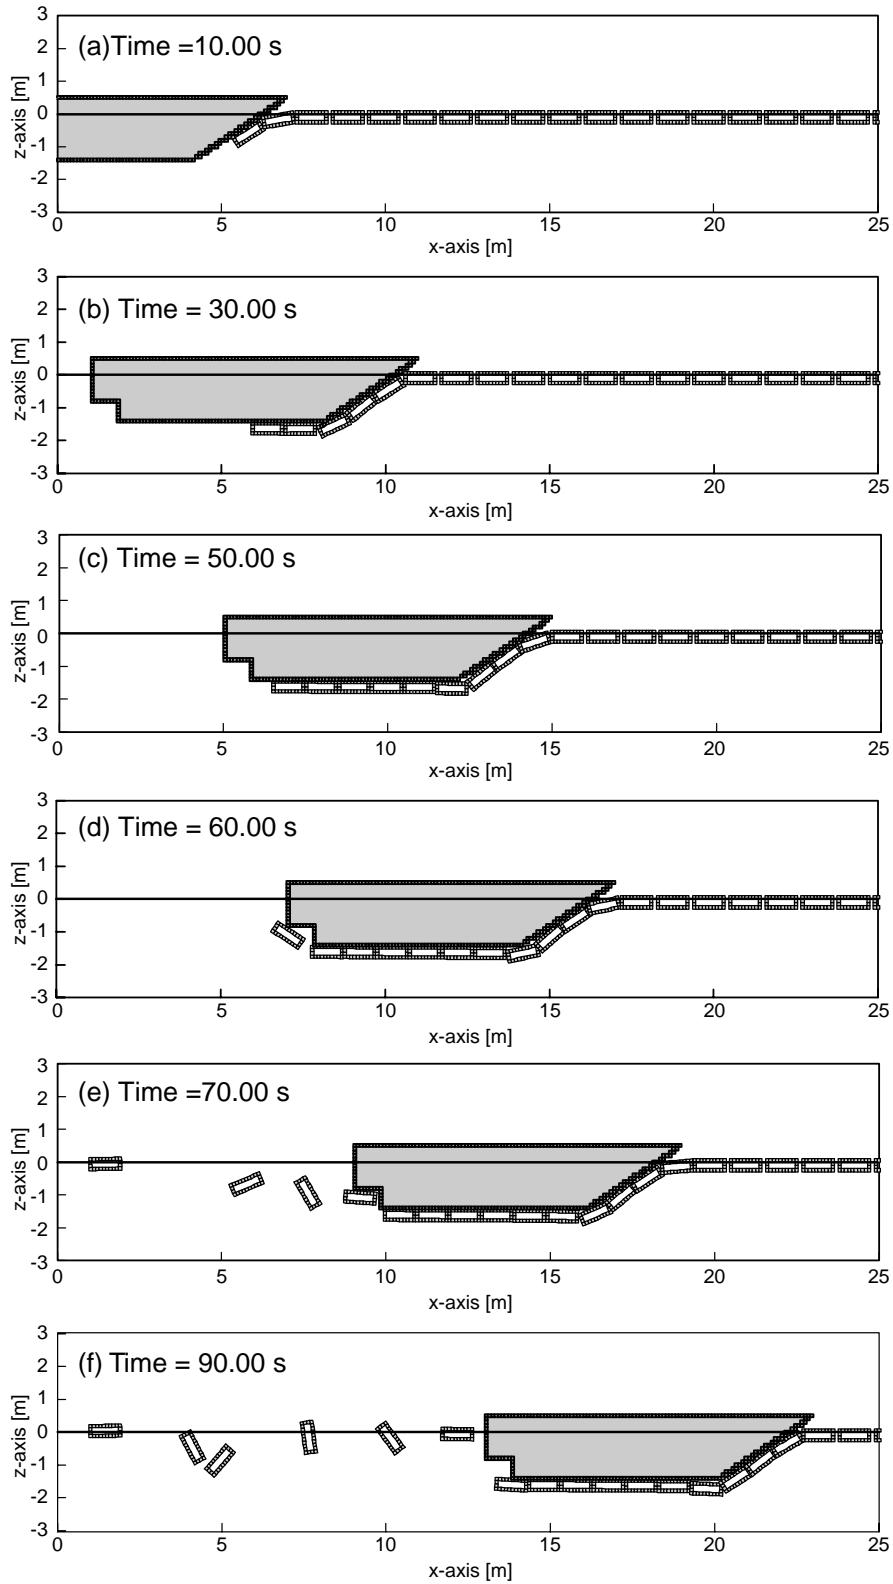 (a)Time =10.00 s
3
2
1
0
-1
-2
-3
z-axis [m]
0 5 10 15 20 25
x-axis [m]
(b) Time = 30.00 s
3
2
1
0
-1
-2
-3
z-axis [m]
0 5 10 15 20 25
x-axis [m]
(c) Time = 50.00 s
3
2
1
0
-1
-2
-3
z-axis [m]
0 5 10 15 20 25
x-axis [m]
(d) Time = 60.00 s
3
2
1
0
-1
-2
-3
z-axis [m]
0 5 10 15 20 25
x-axis [m]
(e) Time =70.00 s
3
2
1
0
-1
-2
-3
z-axis [m]
0 5 10 15 20 25
x-axis [m]
(f) Time = 90.00 s
3
2
1
0
-1
-2
-3
z-axis [m]
0 5 10 15 20 25
x-axis [m]